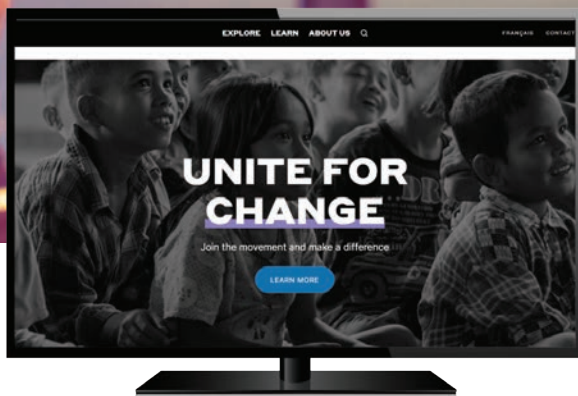 EXPLORE LEARN ABOUT US FRANÇAIS CONTACT
UNITE FOR
CHANGE
Join the movement and make a difference
LEARN MORE